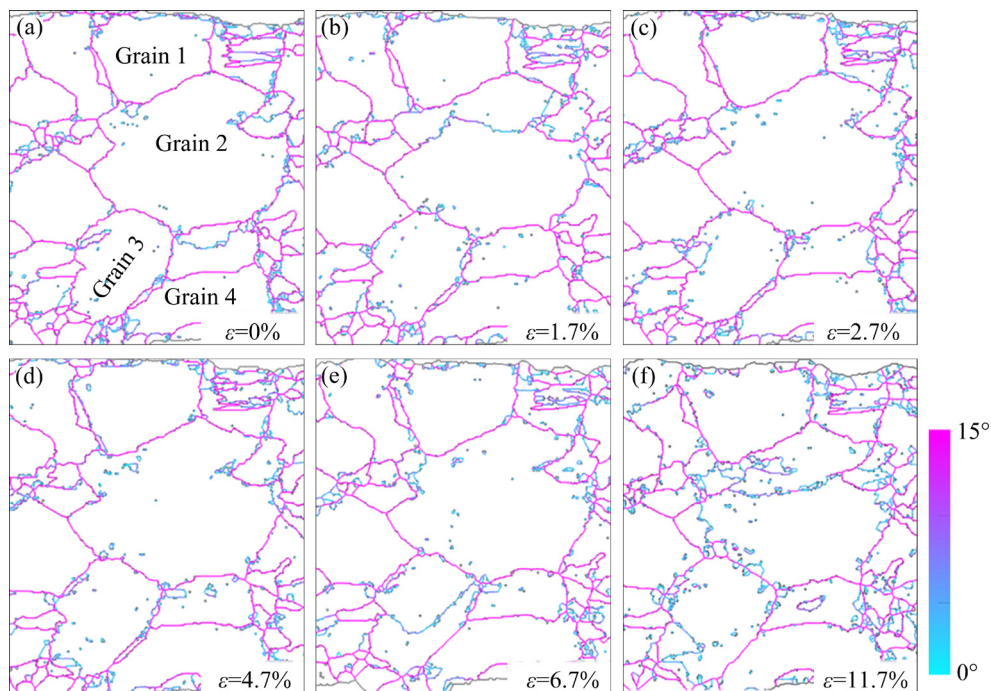 (a)
Grain 1
Grain 2
Grain 3
Grain 4
ε=0%
(b)
ε=1.7%
(c)
ε=2.7%
(d)
ε=4.7%
(e)
ε=6.7%
(f)
ε=11.7%
15°
0°